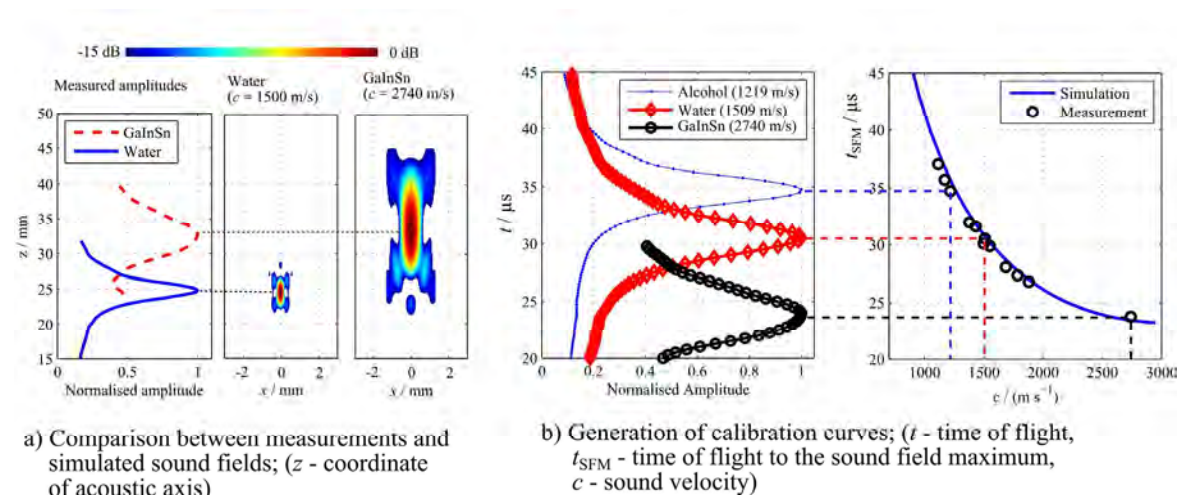 -15 dB
0 dB
Measured amplitudes
Water
(c = 1500 m/s)
GaInSn
(c = 2740 m/s)
GaInSn
Water
z / mm
50
45
40
35
30
25
20
15
0
0.5
1
Normalised amplitude
-2 0 2
x / mm
-2 0 2
x / mm
a) Comparison between measurements and
simulated sound fields; (z - coordinate
of acoustic axis)
Alcohol (1219 m/s)
Water (1509 m/s)
GaInSn (2740 m/s)
t / µs
45
40
35
30
25
20
0 0.2 0.4 0.6 0.8 1
Normalised Amplitude
Simulation
Measurement
tSFM / µs
45
40
35
30
25
20
1000 1500 2000 2500 3000
c / (m s⁻¹)
b) Generation of calibration curves; (t - time of flight,
tSFM - time of flight to the sound field maximum,
c - sound velocity)